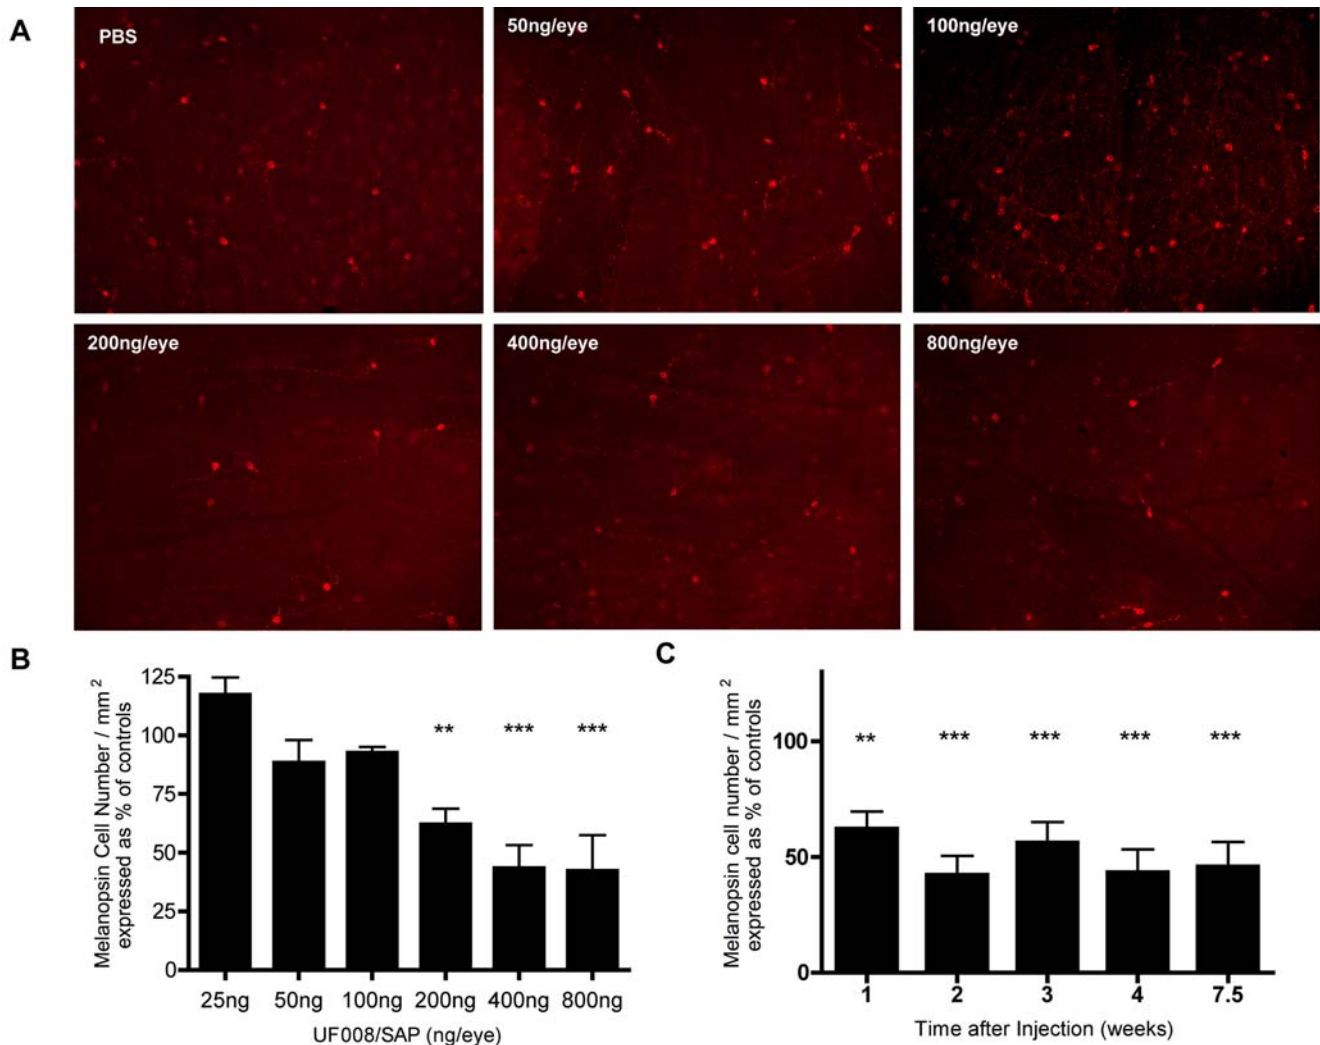 A
PBS
50ng/eye
100ng/eye
200ng/eye
400ng/eye
800ng/eye
B
Melanopsin Cell Number / mm²
expressed as % of controls
125
100
75
50
25
0
** *** ***
25ng 50ng 100ng 200ng 400ng 800ng
UF008/SAP (ng/eye)
C
Melanopsin cell number / mm²
expressed as % of controls
100
50
0
** *** *** *** ***
1 2 3 4 7.5
Time after Injection (weeks)